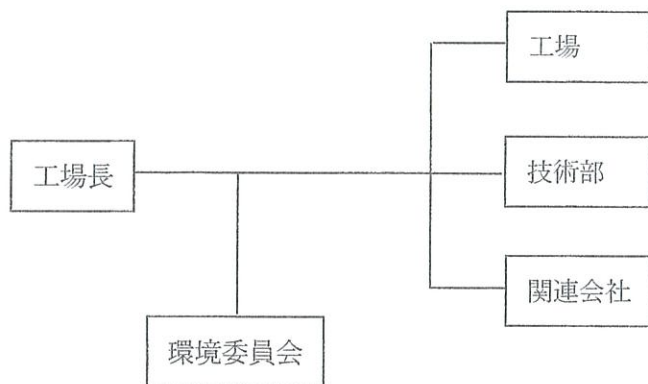 工場
工場長
技術部
関連会社
環境委員会